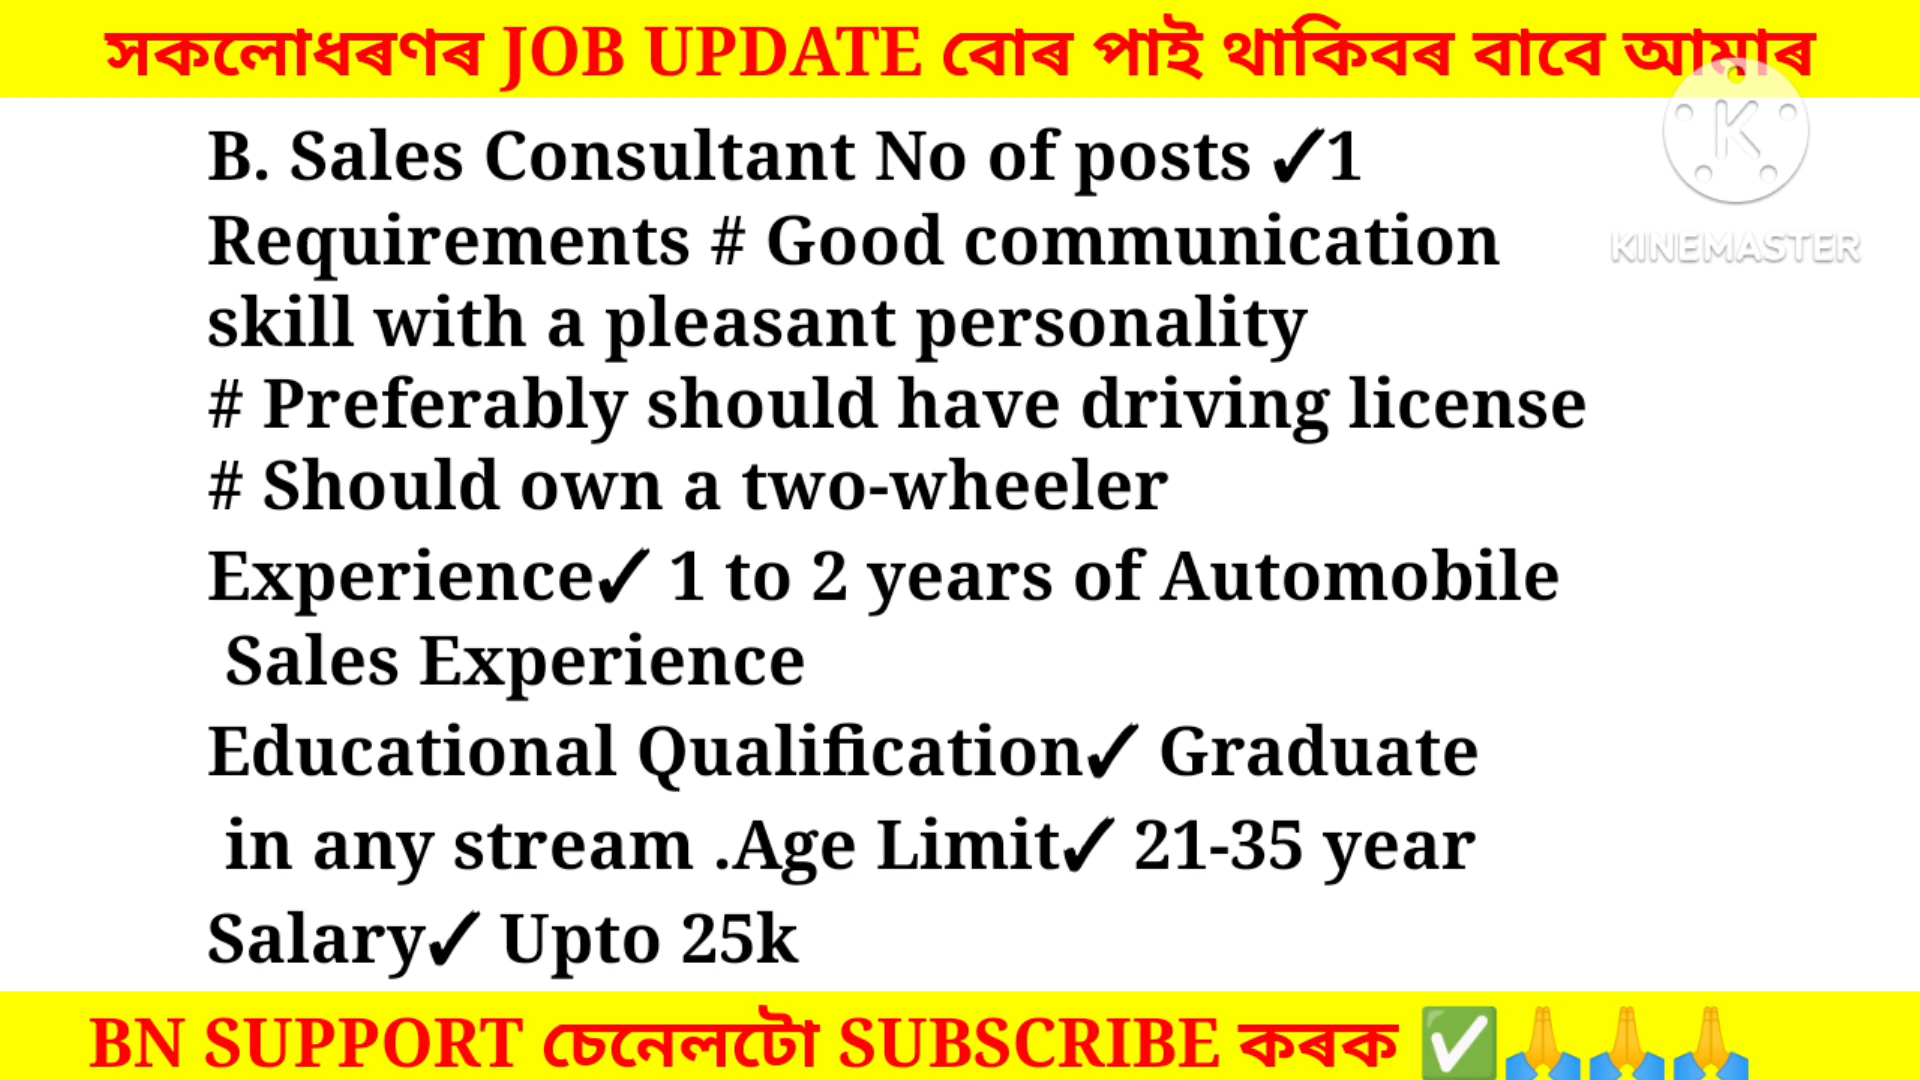 সকলোধৰণৰ JOB UPDATE বোৰ পাই থাকিবৰ বাবে আমাৰ
B. Sales Consultant No of posts ✓1
Requirements # Good communication
skill with a pleasant personality
# Preferably should have driving license
# Should own a two-wheeler
Experience✓ 1 to 2 years of Automobile
Sales Experience
Educational Qualification✓ Graduate
in any stream .Age Limit✓ 21-35 year
Salary✓ Upto 25k
BN SUPPORT চেনেলটো SUBSCRIBE কৰক ✅🙏🙏🙏
K
KINEMASTER